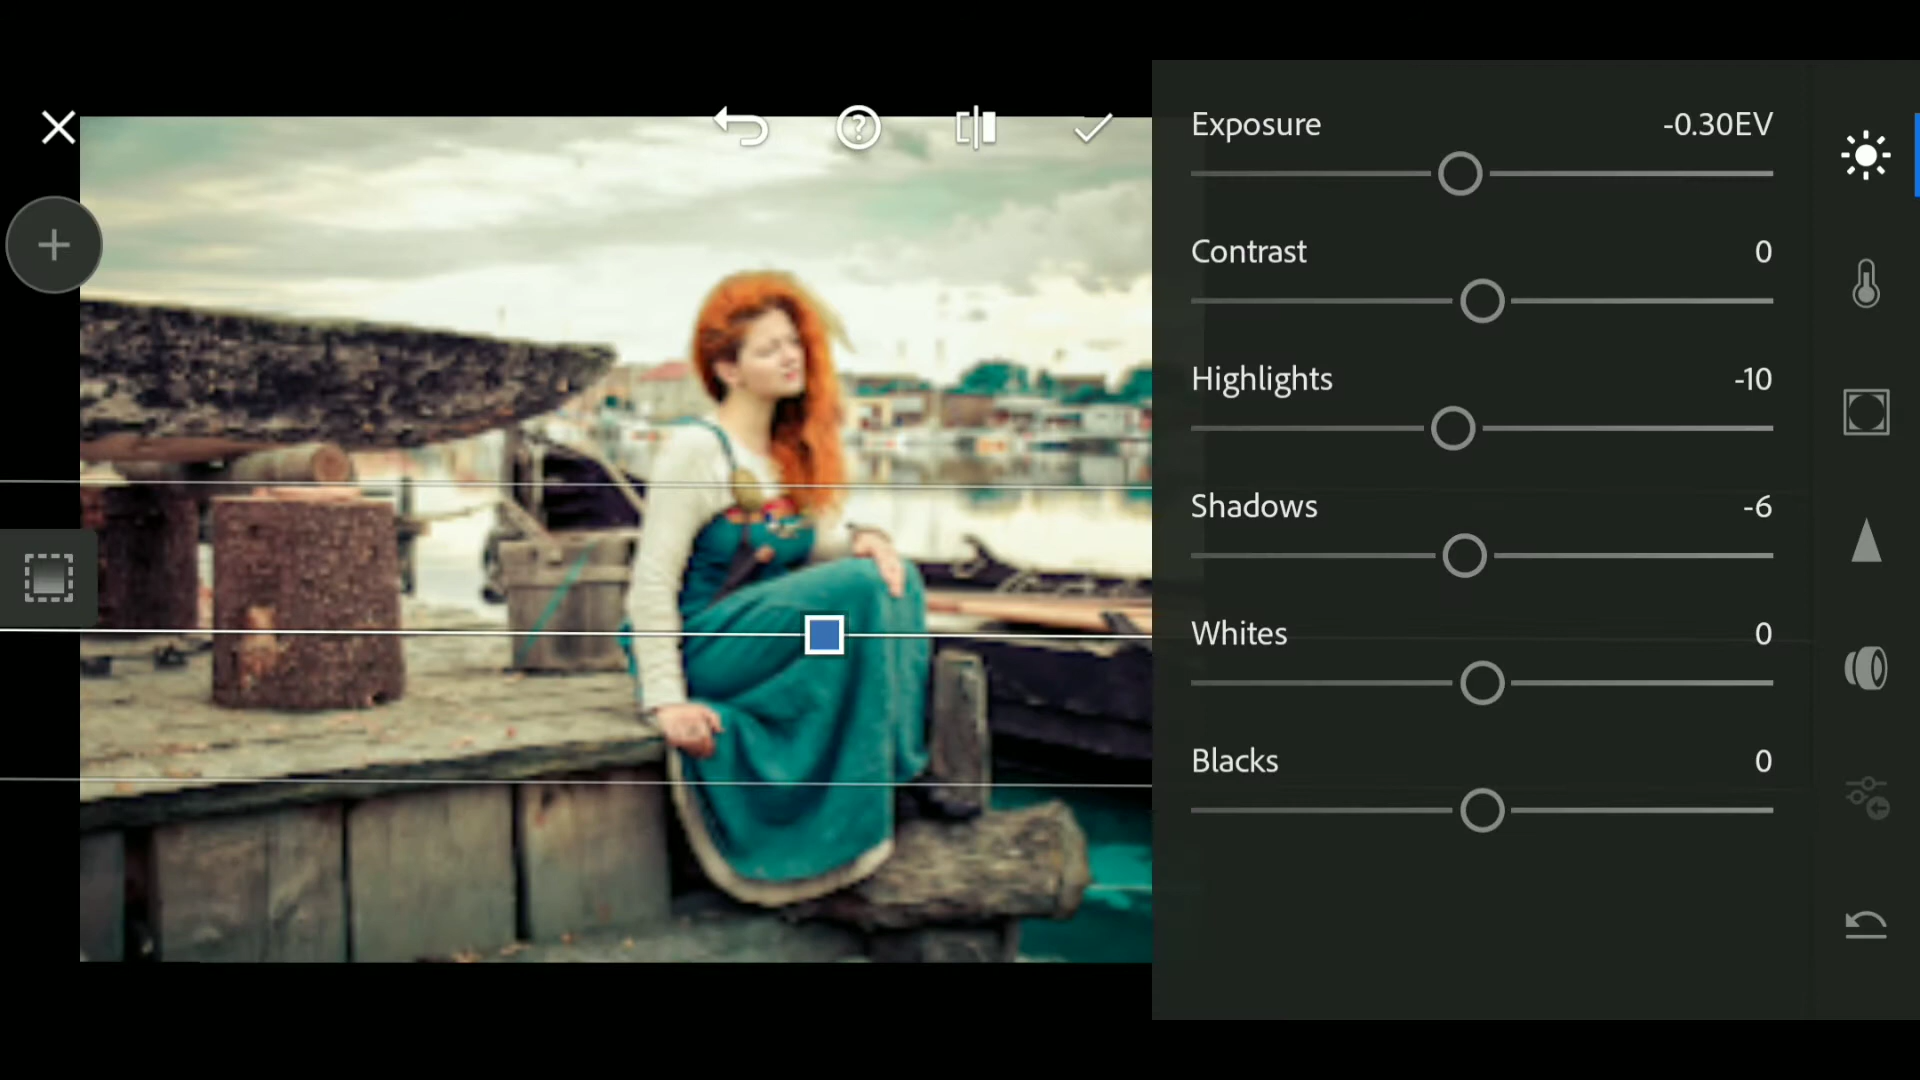 Exposure -0.30EV
Contrast 0
Highlights -10
Shadows -6
Whites 0
Blacks 0